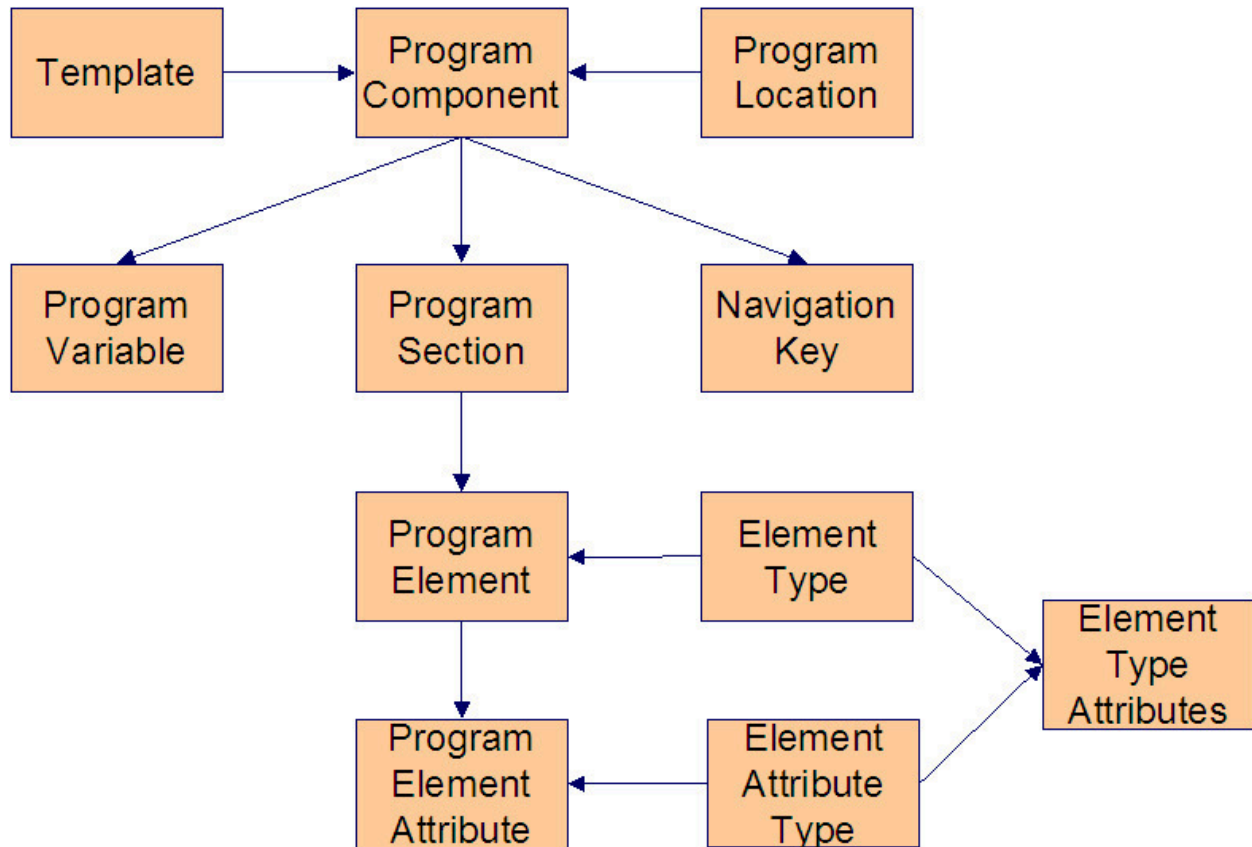 Template
Program
Component
Program
Location
Program
Variable
Program
Section
Navigation
Key
Program
Element
Element
Type
Element
Type
Attributes
Program
Element
Attribute
Element
Attribute
Type